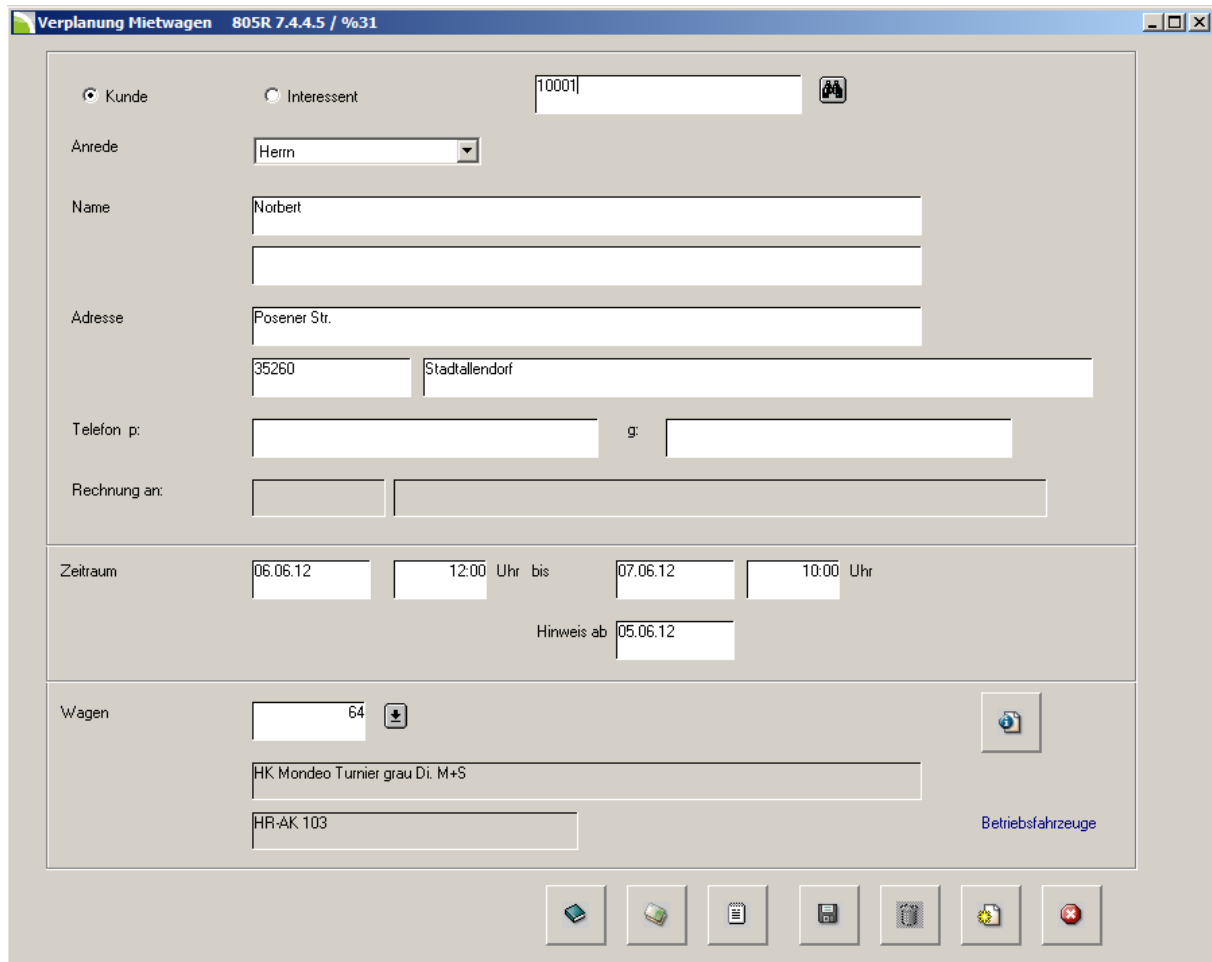 Verplanung Mietwagen 805R 7.4.4.5 / %31
Kunde Interessent 10001
Anrede Herrn
Name Norbert
Adresse Posener Str.
35260 Stadtallendorf
Telefon p: g:
Rechnung an:
Zeitraum 06.06.12 12:00 Uhr bis 07.06.12 10:00 Uhr
Hinweis ab 05.06.12
Wagen 64
HK Mondeo Turnier grau Di. M+S
HR-AK 103 Betriebsfahrzeuge